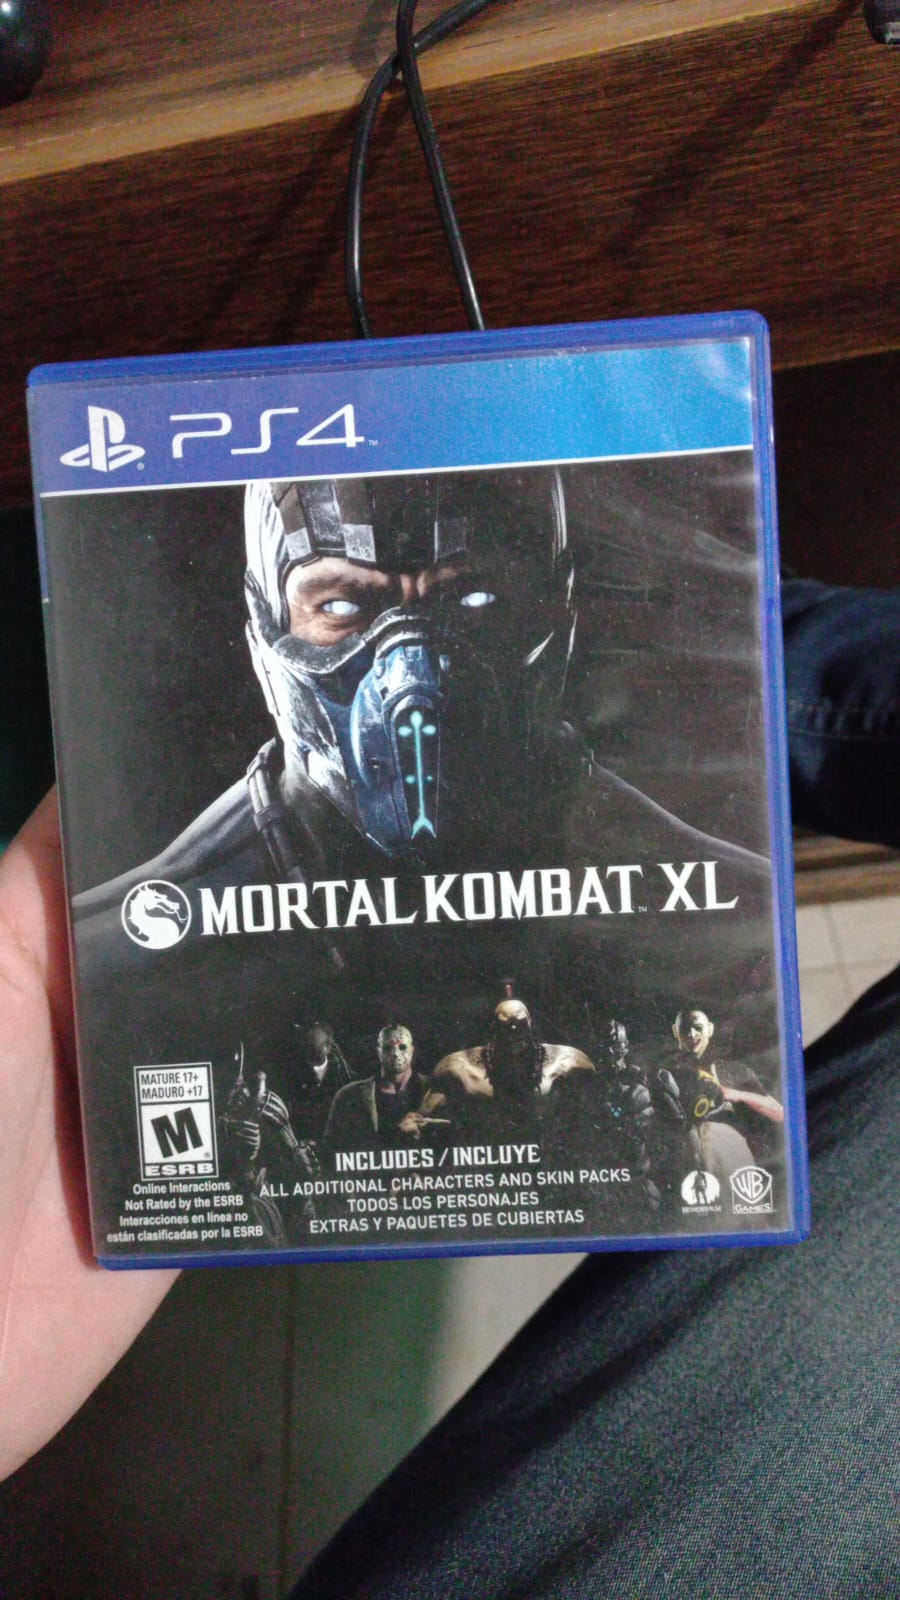 PS4
MORTAL KOMBAT XL
MATURE 17+
MADURO +17
M
ESRB
Online Interactions
Not Rated by the ESRB
Interacciones en línea no
están clasificadas por la ESRB
INCLUDES / INCLUYE
ALL ADDITIONAL CHARACTERS AND SKIN PACKS
TODOS LOS PERSONAJES
EXTRAS Y PAQUETES DE CUBIERTAS
WB
GAMES